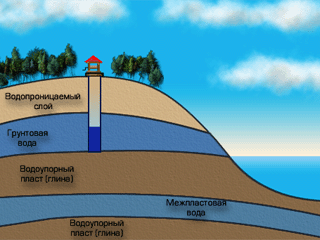 Водопроницаемый
слой
Грунтовая
вода
Водоупорный
пласт (глина)
Межпластовая
вода
Водоупорный
пласт (глина)